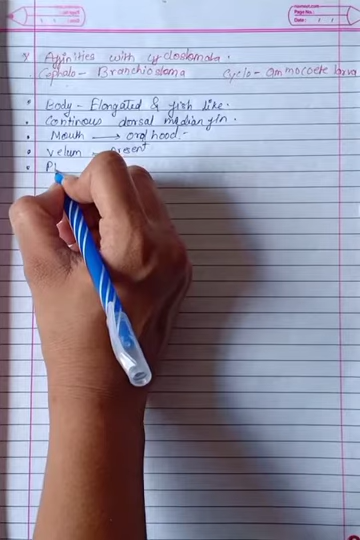 Affinities with cyclostomata.
Cephalo - Branchiostoma Cyclo - ammocoete larva
• Body - Elongated & fish like.
• Continous dorsal median fin.
• Mouth → oral hood.
• Velum - present
• P